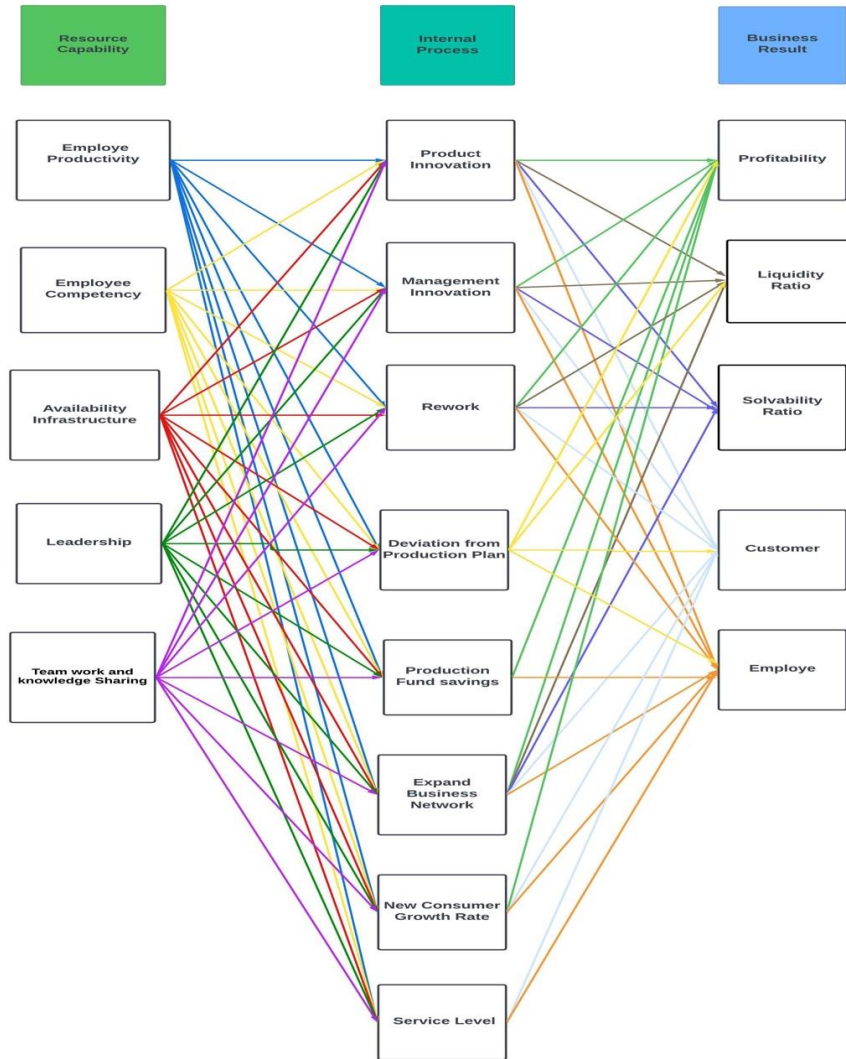 Resource
Capability
Internal
Process
Business
Result
Employe
Productivity
Product
Innovation
Profitability
Employee
Competency
Management
Innovation
Liquidity
Ratio
Availability
Infrastructure
Rework
Solvability
Ratio
Leadership
Deviation from
Production Plan
Customer
Team work and
knowledge Sharing
Production
Fund savings
Employe
Expand
Business
Network
New Consumer
Growth Rate
Service Level